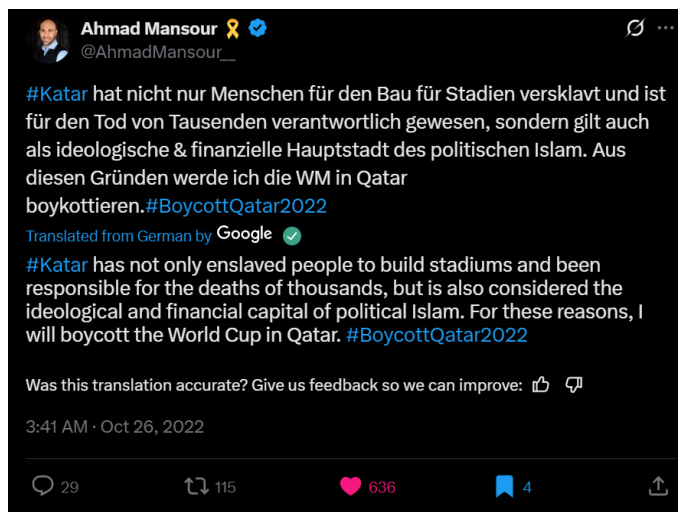 Ahmad Mansour 🎗️
@AhmadMansour__
#Katar hat nicht nur Menschen für den Bau für Stadien versklavt und ist
für den Tod von Tausenden verantwortlich gewesen, sondern gilt auch
als ideologische & finanzielle Hauptstadt des politischen Islam. Aus
diesen Gründen werde ich die WM in Qatar
boykottieren.#BoycottQatar2022
Translated from German by Google
#Katar has not only enslaved people to build stadiums and been
responsible for the deaths of thousands, but is also considered the
ideological and financial capital of political Islam. For these reasons, I
will boycott the World Cup in Qatar. #BoycottQatar2022
Was this translation accurate? Give us feedback so we can improve:
3:41 AM · Oct 26, 2022
29 115 636 4